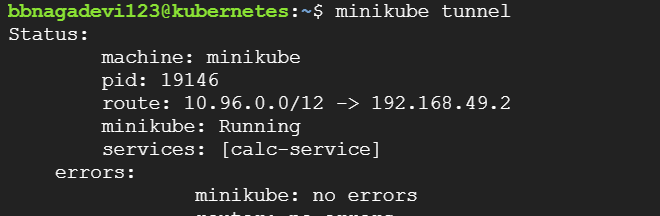 bbnagadevi123@kubernetes:~$ minikube tunnel
Status:
machine: minikube
pid: 19146
route: 10.96.0.0/12 -> 192.168.49.2
minikube: Running
services: [calc-service]
errors:
minikube: no errors